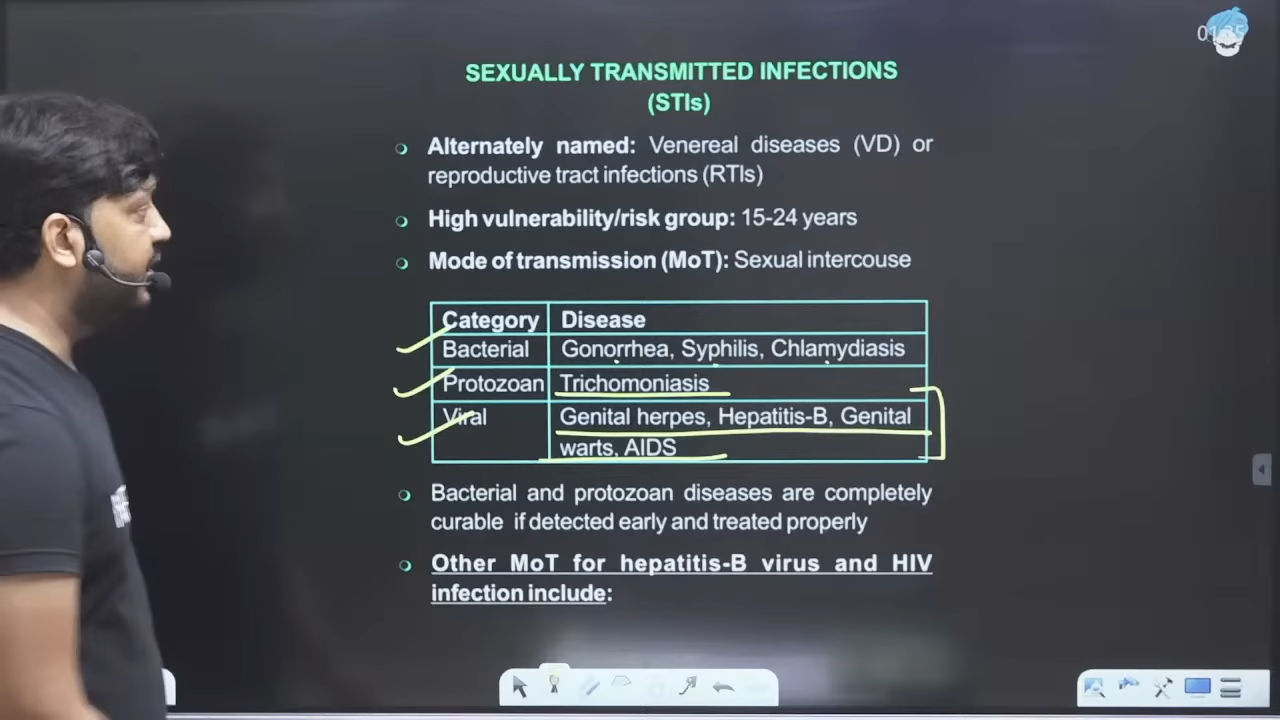 SEXUALLY TRANSMITTED INFECTIONS
(STIs)
Alternately named: Venereal diseases (VD) or
reproductive tract infections (RTIs)
High vulnerability/risk group: 15-24 years
Mode of transmission (MoT): Sexual intercouse
Category Disease
Bacterial Gonorrhea, Syphilis, Chlamydiasis
Protozoan Trichomoniasis
Viral Genital herpes, Hepatitis-B, Genital
warts, AIDS
Bacterial and protozoan diseases are completely
curable if detected early and treated properly
Other MoT for hepatitis-B virus and HIV
infection include: